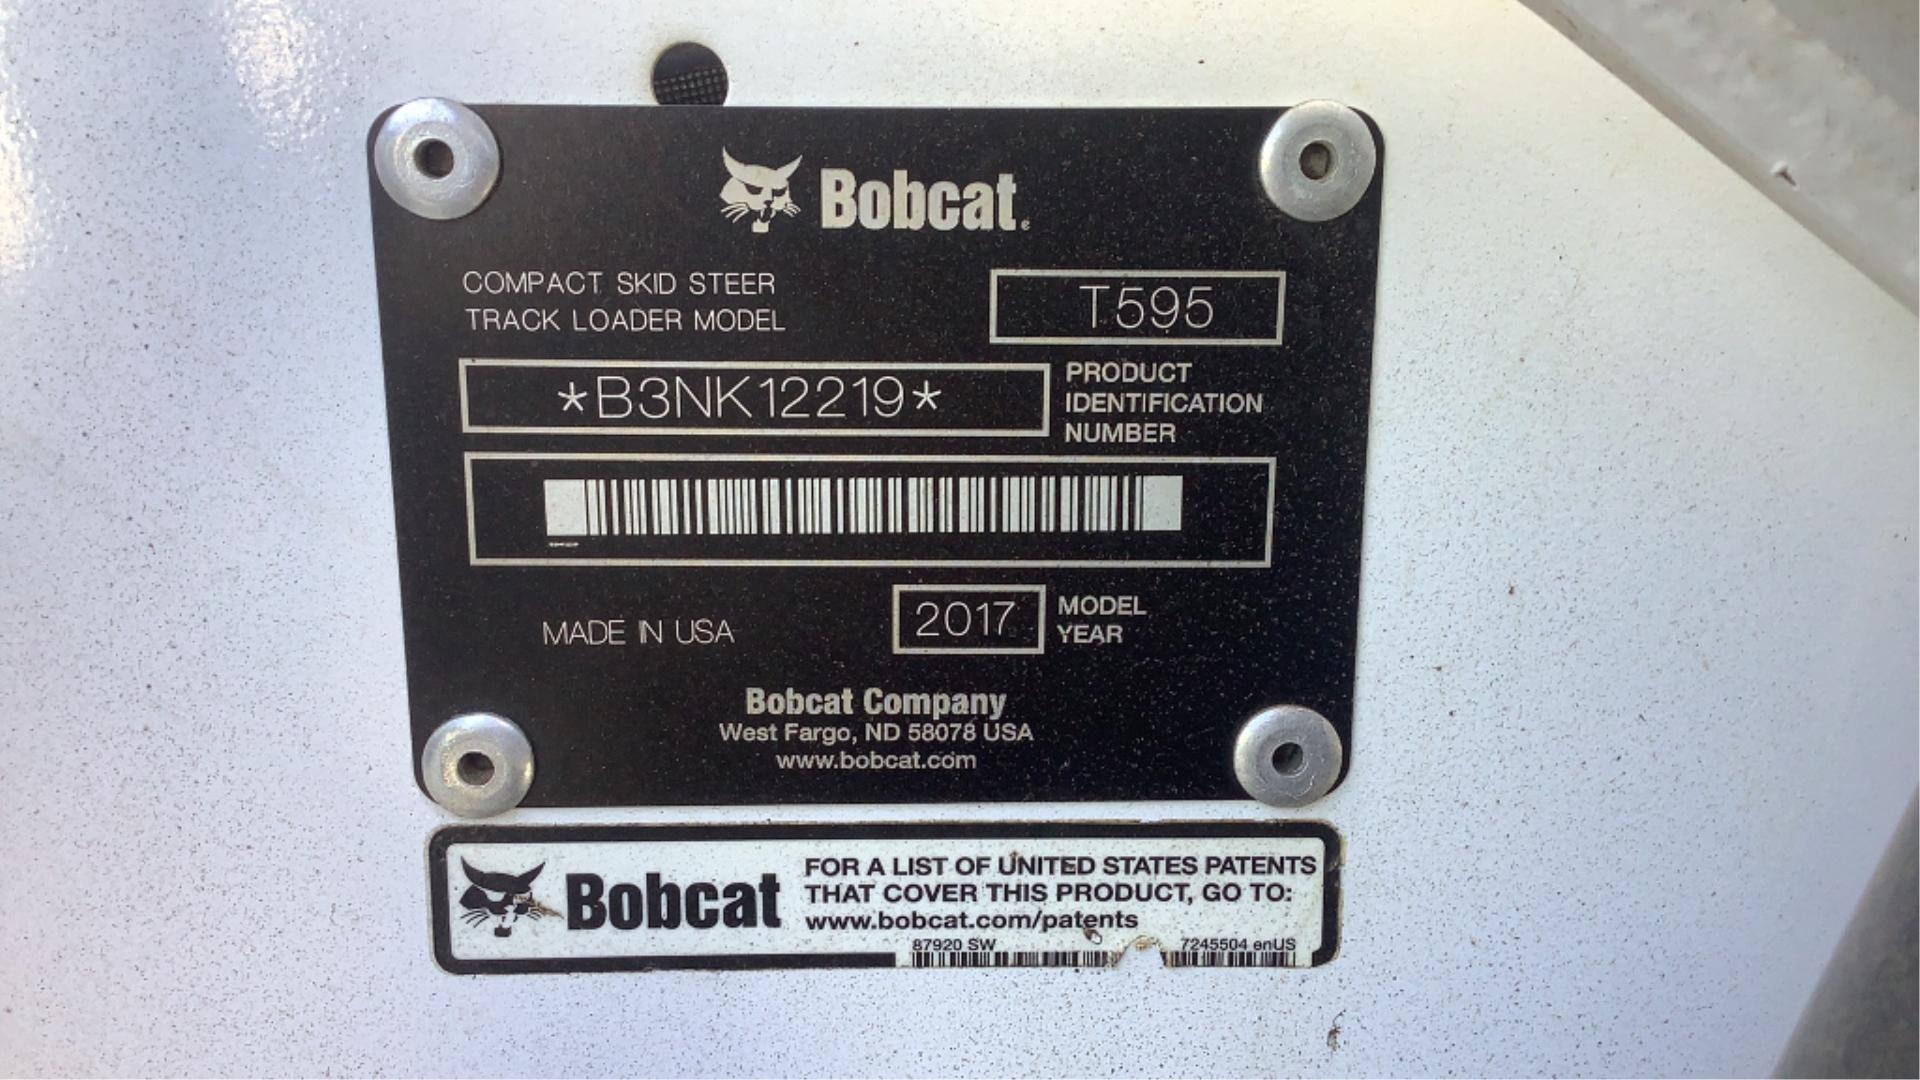 Bobcat
COMPACT SKID STEER
TRACK LOADER MODEL
T595
*B3NK12219*
PRODUCT
IDENTIFICATION
NUMBER
MADE IN USA
2017
MODEL
YEAR
Bobcat Company
West Fargo, ND 58078 USA
www.bobcat.com
Bobcat
FOR A LIST OF UNITED STATES PATENTS
THAT COVER THIS PRODUCT, GO TO:
www.bobcat.com/patents
87920 SW
7245504 enUS